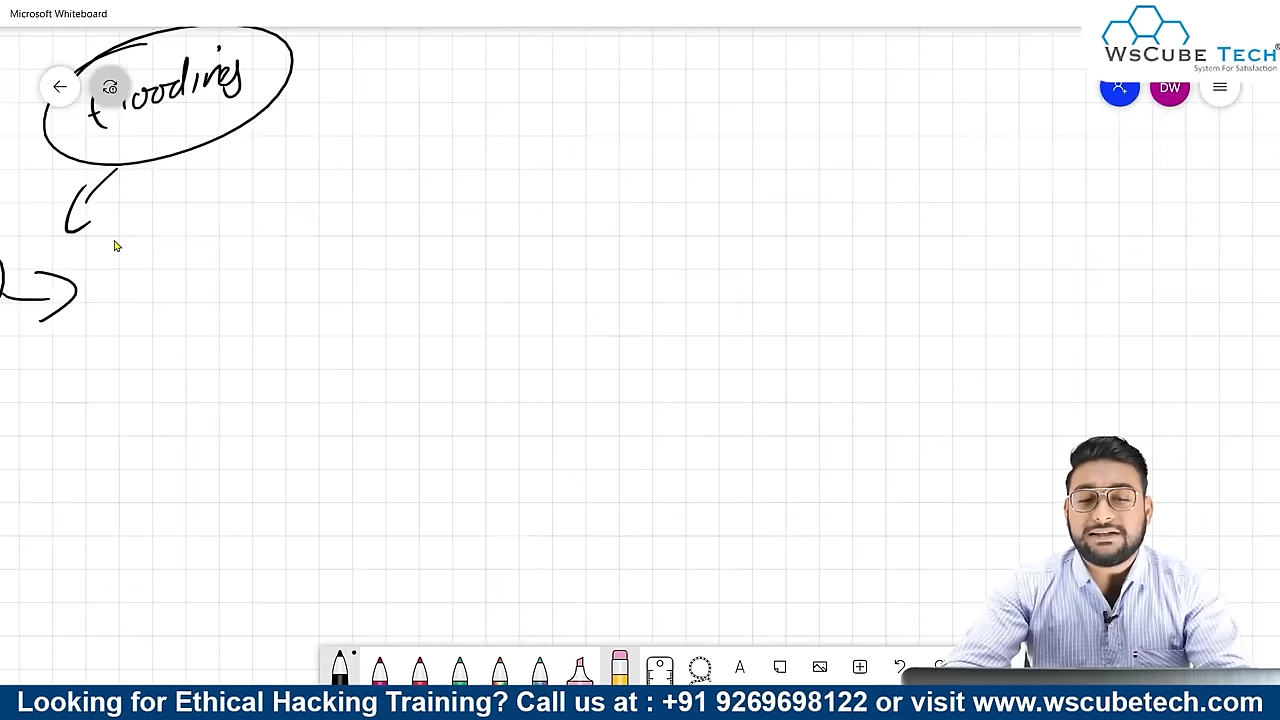 Microsoft Whiteboard
WSCUBE TECH®
System For Satisfaction
flooding
DW
A
Looking for Ethical Hacking Training? Call us at : +91 9269698122 or visit www.wscubetech.com